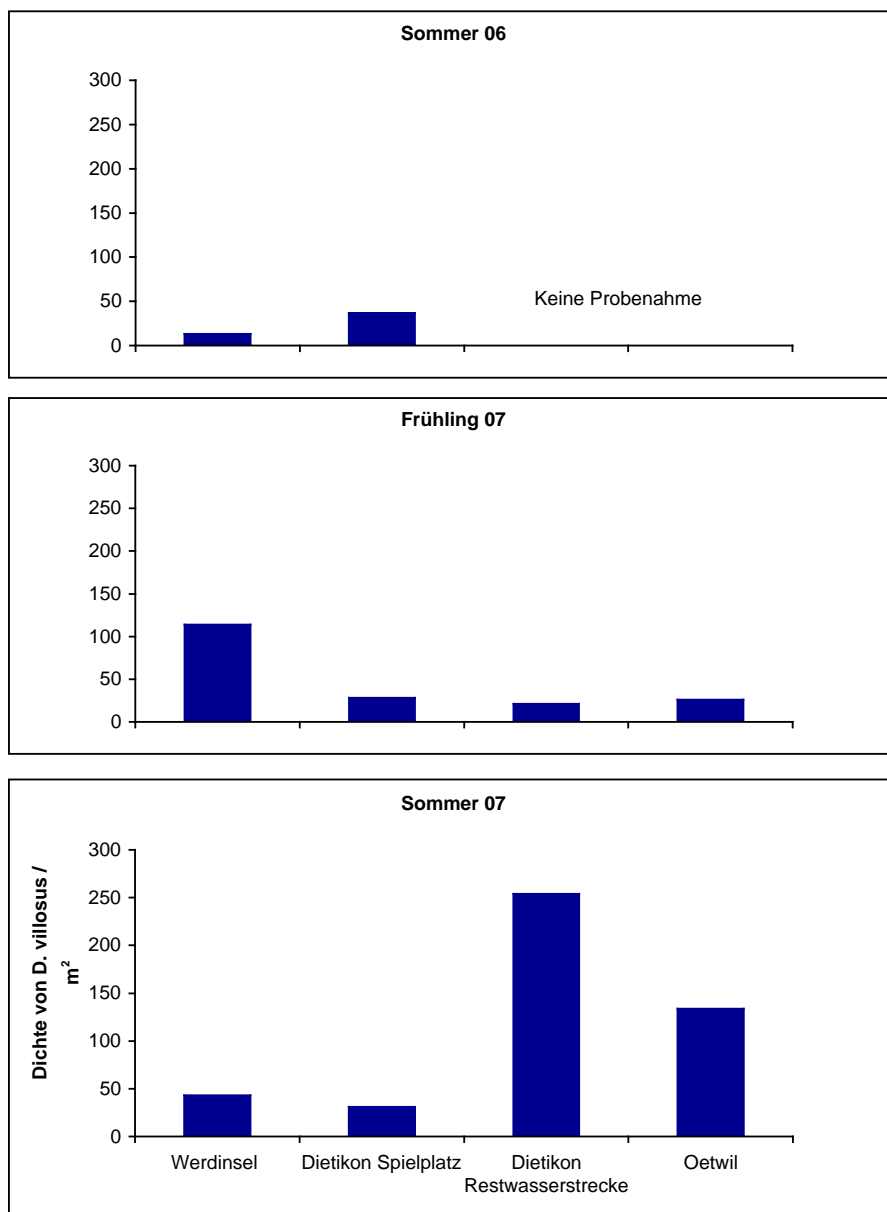 Sommer 06
300
250
200
150
100
50
0
Keine Probenahme
Frühling 07
300
250
200
150
100
50
0
Sommer 07
Dichte von D. villosus /
m²
300
250
200
150
100
50
0
Werdinsel
Dietikon Spielplatz
Dietikon
Restwasserstrecke
Oetwil